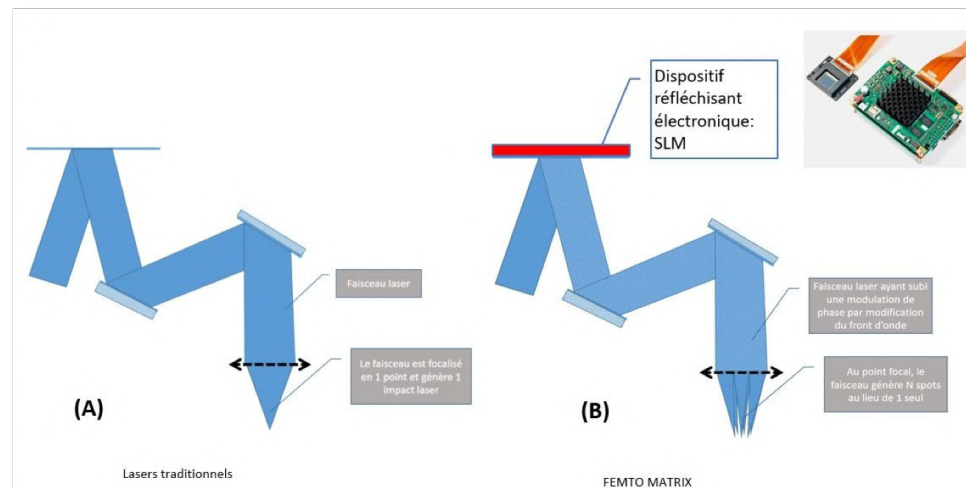 Dispositif
réfléchisant
électronique:
SLM
Faisceau laser
Le faisceau est focalisé
en 1 point et génère 1
impact laser
(A)
Lasers traditionnels
Faisceau laser ayant subi
une modulation de
phase par modification
du front d'onde
Au point focal, le
faisceau génère N spots
au lieu de 1 seul
(B)
FEMTO MATRIX